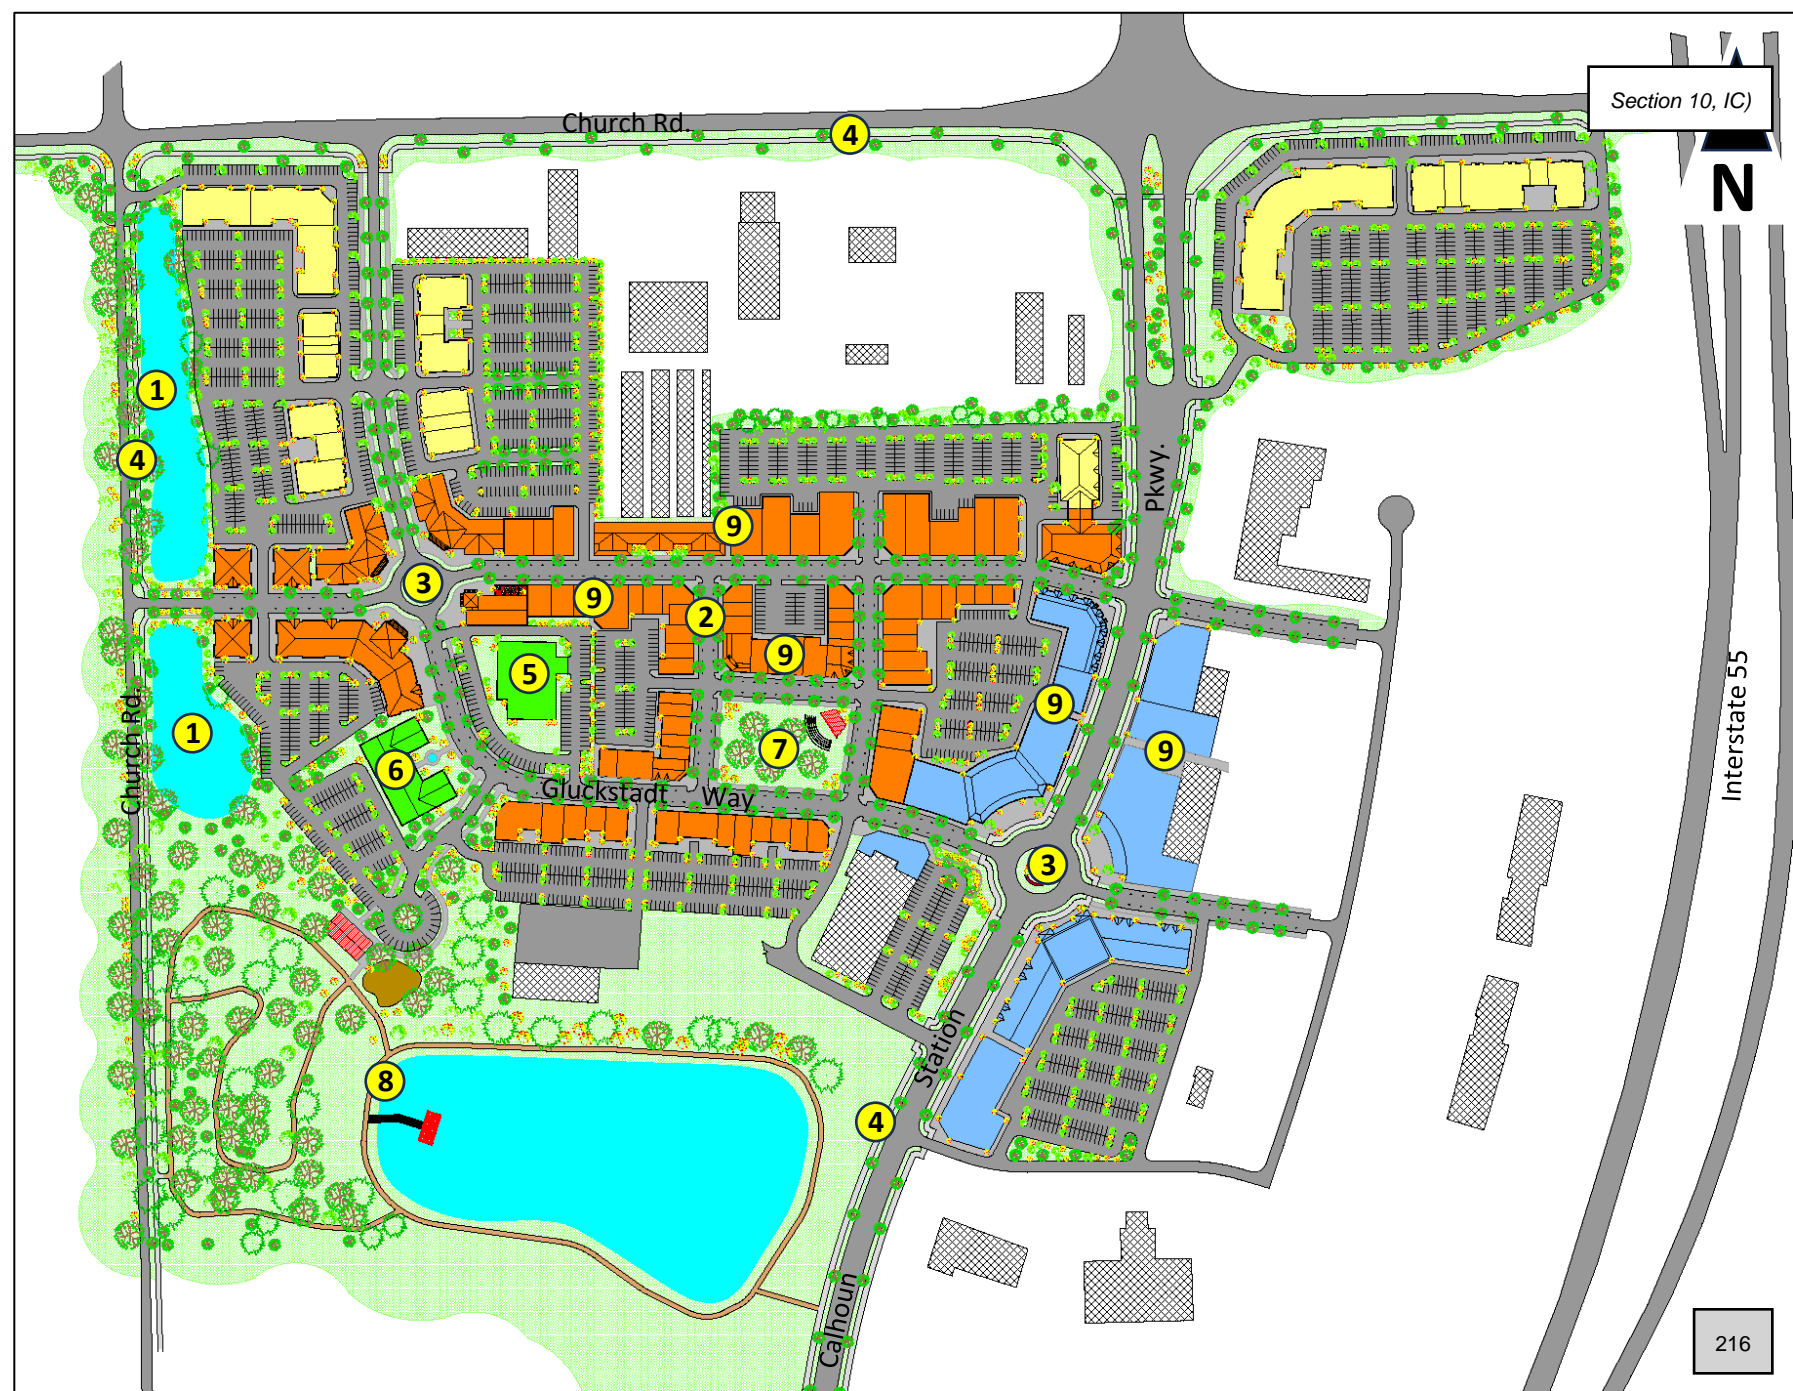 Church Rd.
4
Section 10, IC)
N
1
4
Pkwy.
9
3
9
2
9
5
9
7
9
6
1
Church Rd.
Interstate 55
Gluckstadt Way
3
8
Station
4
Calhoun
216